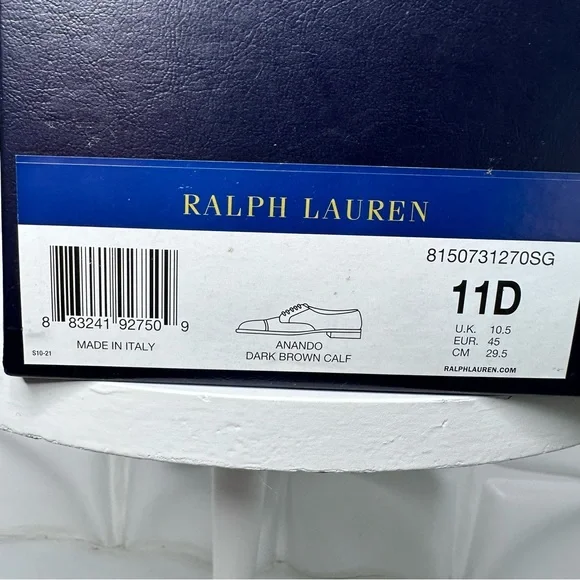 RALPH LAUREN
8150731270SG
8 83241 92750 9
MADE IN ITALY
S10-21
ANANDO
DARK BROWN CALF
11D
U.K. 10.5
EUR. 45
CM 29.5
RALPHLAUREN.COM